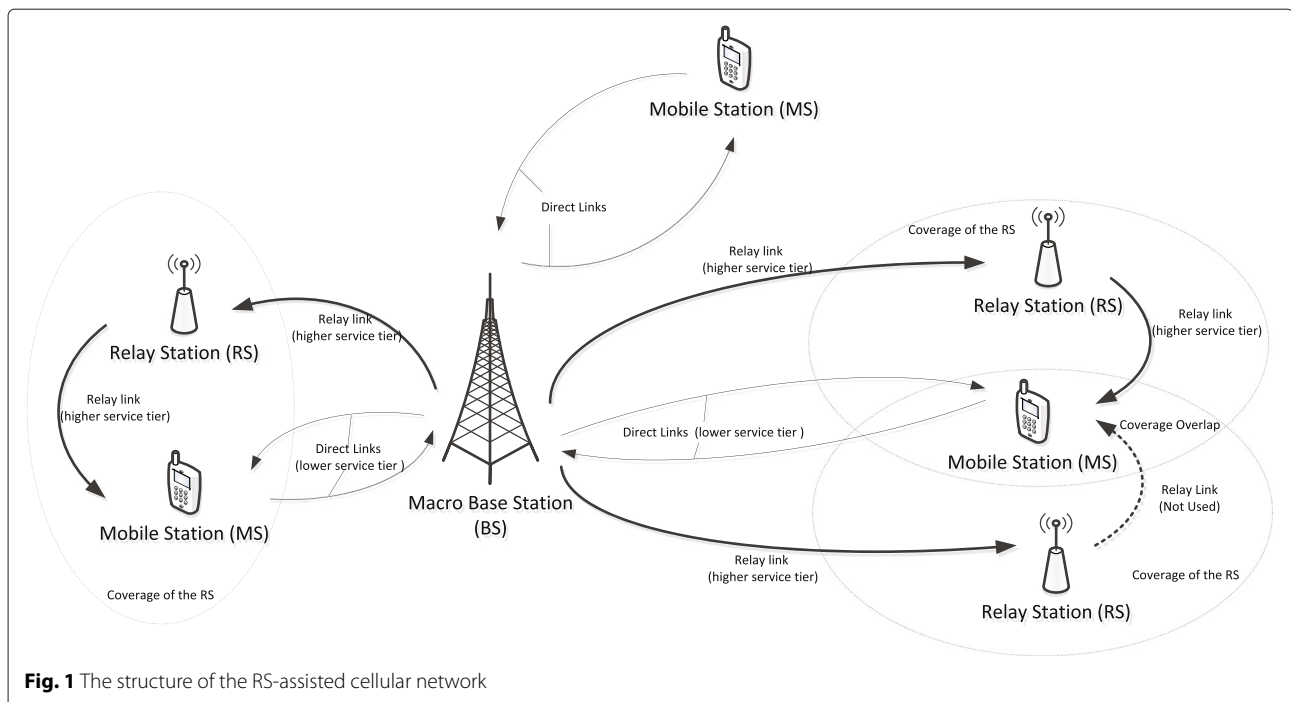 Mobile Station (MS)
Direct Links
Coverage of the RS
Relay link
(higher service tier)
Relay Station (RS)
Relay link
(higher service tier)
Relay link
(higher service tier)
Relay Station (RS)
Relay link
(higher service tier)
Direct Links
(lower service tier )
Mobile Station (MS)
Coverage of the RS
Macro Base Station
(BS)
Direct Links (lower service tier )
Coverage Overlap
Mobile Station (MS)
Relay Link
(Not Used)
Relay link
(higher service tier)
Relay Station (RS)
Coverage of the RS
Fig. 1 The structure of the RS-assisted cellular network